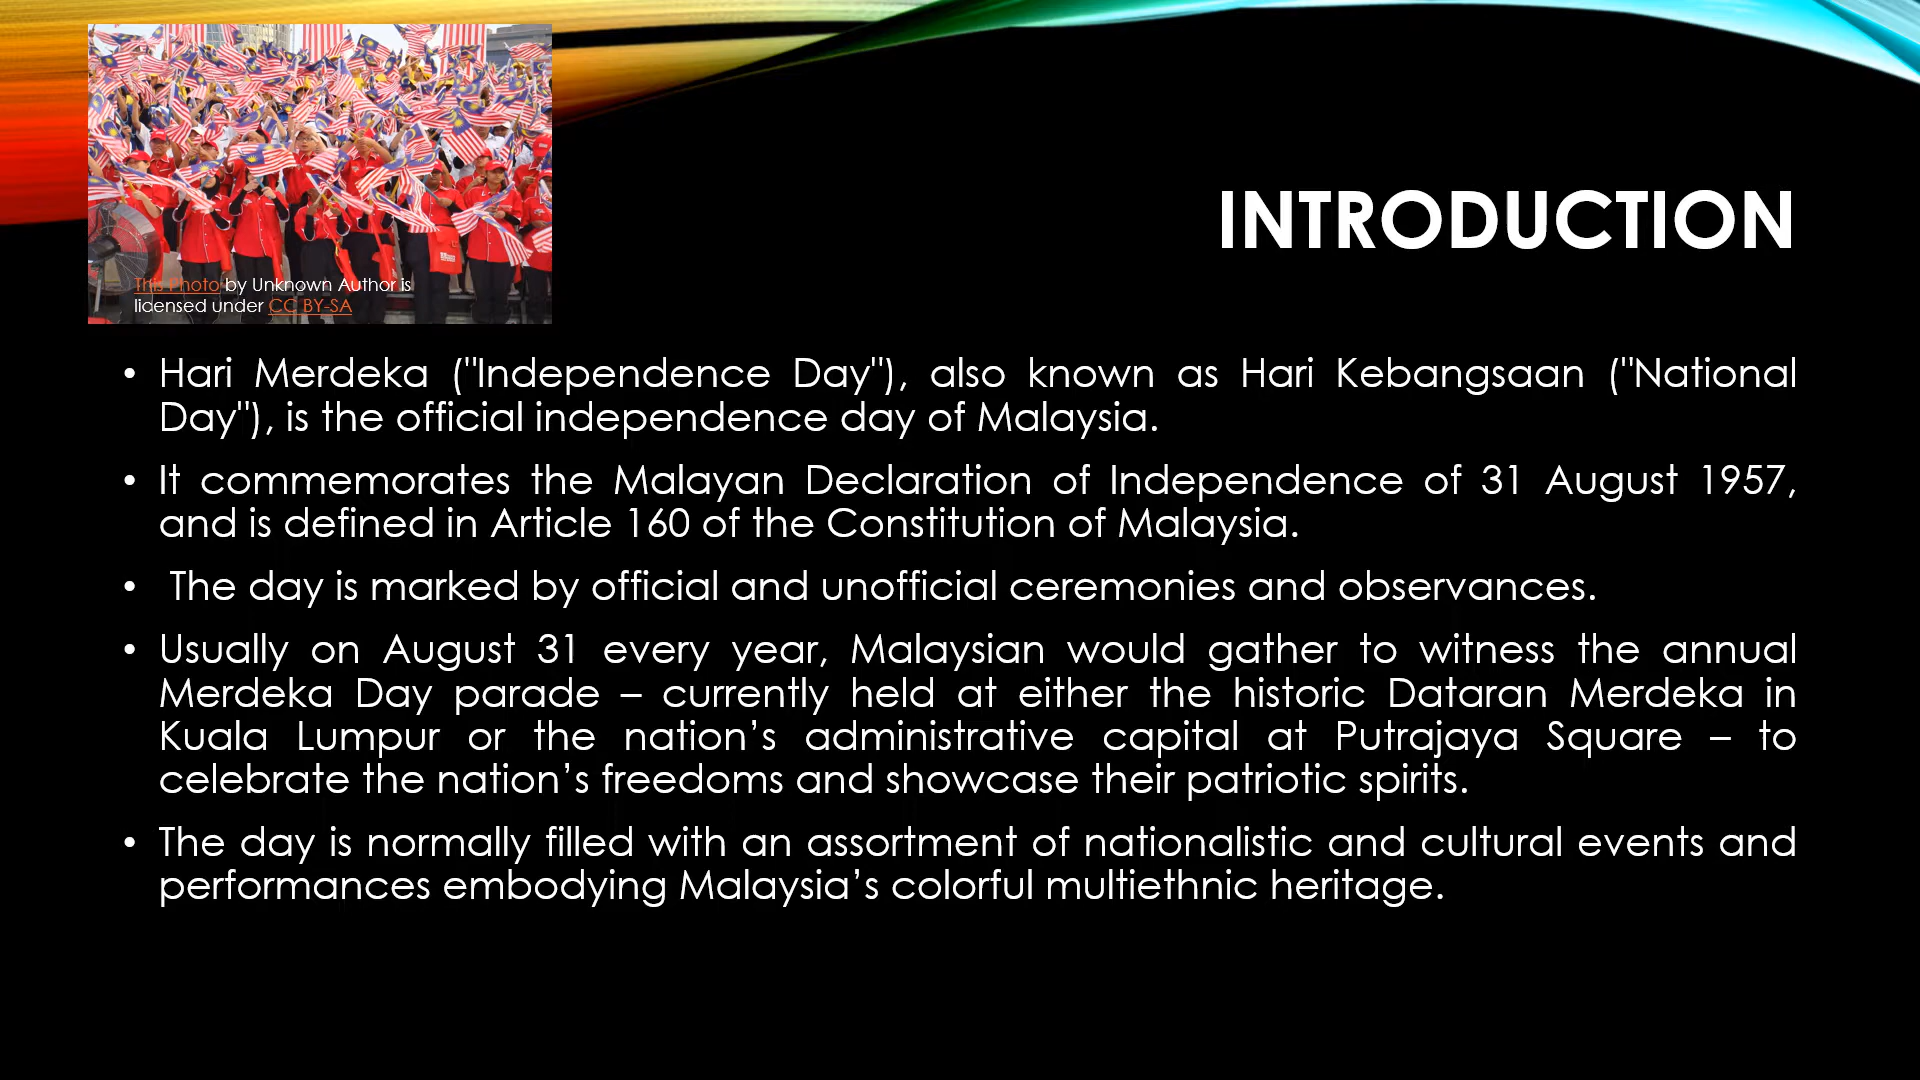 This Photo by Unknown Author is
licensed under CC BY-SA
INTRODUCTION
• Hari Merdeka ("Independence Day"), also known as Hari Kebangsaan ("National
Day"), is the official independence day of Malaysia.
• It commemorates the Malayan Declaration of Independence of 31 August 1957,
and is defined in Article 160 of the Constitution of Malaysia.
• The day is marked by official and unofficial ceremonies and observances.
• Usually on August 31 every year, Malaysian would gather to witness the annual
Merdeka Day parade – currently held at either the historic Dataran Merdeka in
Kuala Lumpur or the nation’s administrative capital at Putrajaya Square – to
celebrate the nation’s freedoms and showcase their patriotic spirits.
• The day is normally filled with an assortment of nationalistic and cultural events and
performances embodying Malaysia’s colorful multiethnic heritage.